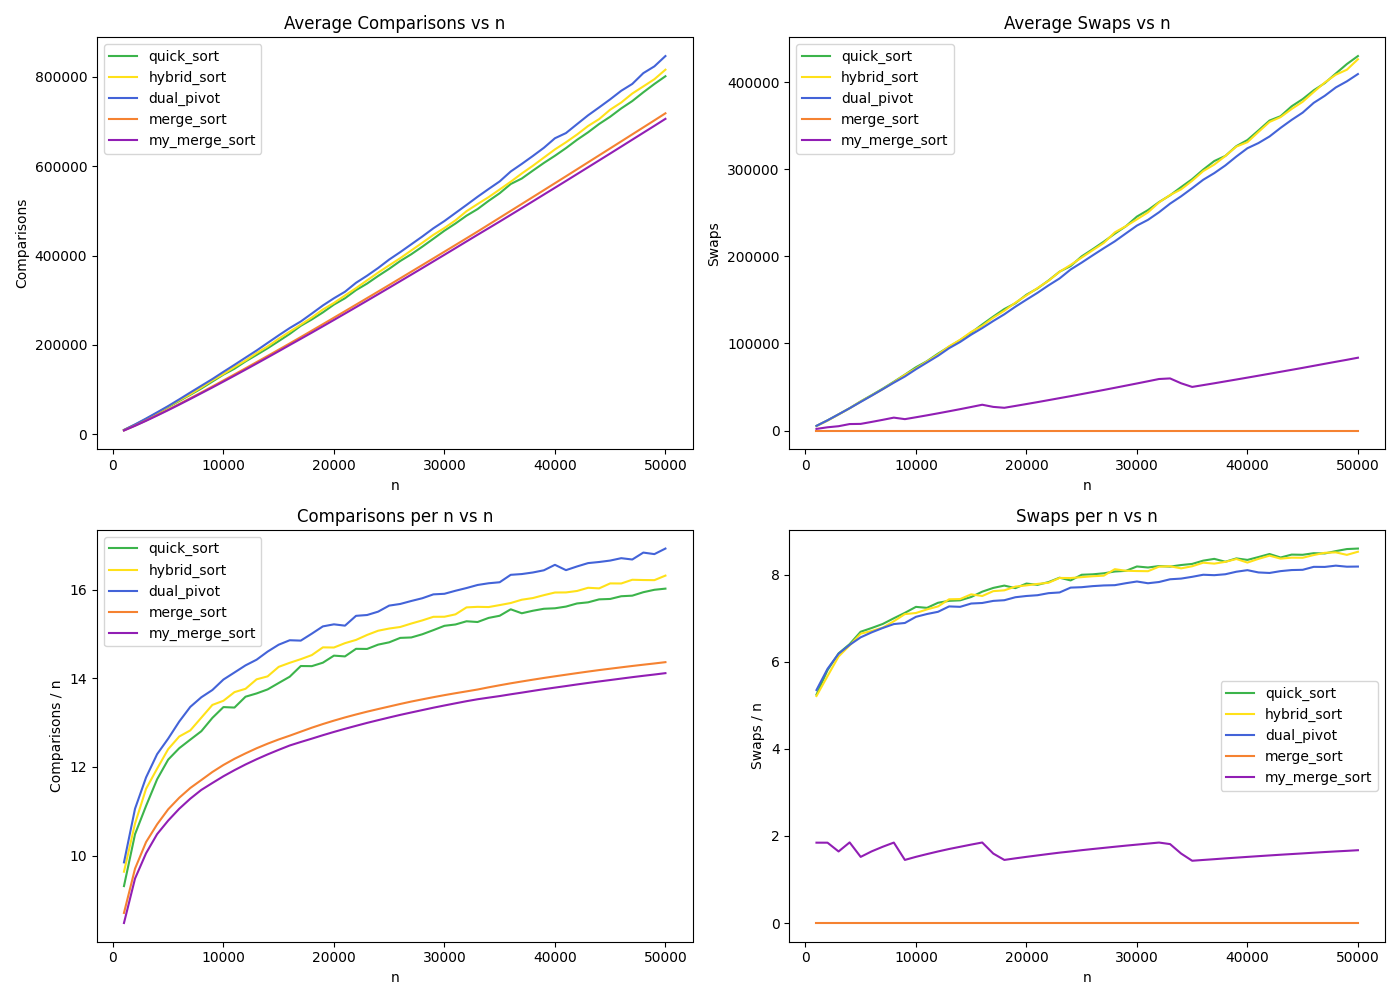 Average Comparisons vs n
quick_sort
hybrid_sort
dual_pivot
merge_sort
my_merge_sort
Comparisons
800000
600000
400000
200000
0
0 10000 20000 30000 40000 50000
n
Average Swaps vs n
quick_sort
hybrid_sort
dual_pivot
merge_sort
my_merge_sort
Swaps
400000
300000
200000
100000
0
0 10000 20000 30000 40000 50000
n
Comparisons per n vs n
quick_sort
hybrid_sort
dual_pivot
merge_sort
my_merge_sort
Comparisons / n
16
14
12
10
0 10000 20000 30000 40000 50000
n
Swaps per n vs n
quick_sort
hybrid_sort
dual_pivot
merge_sort
my_merge_sort
Swaps / n
8
6
4
2
0
0 10000 20000 30000 40000 50000
n